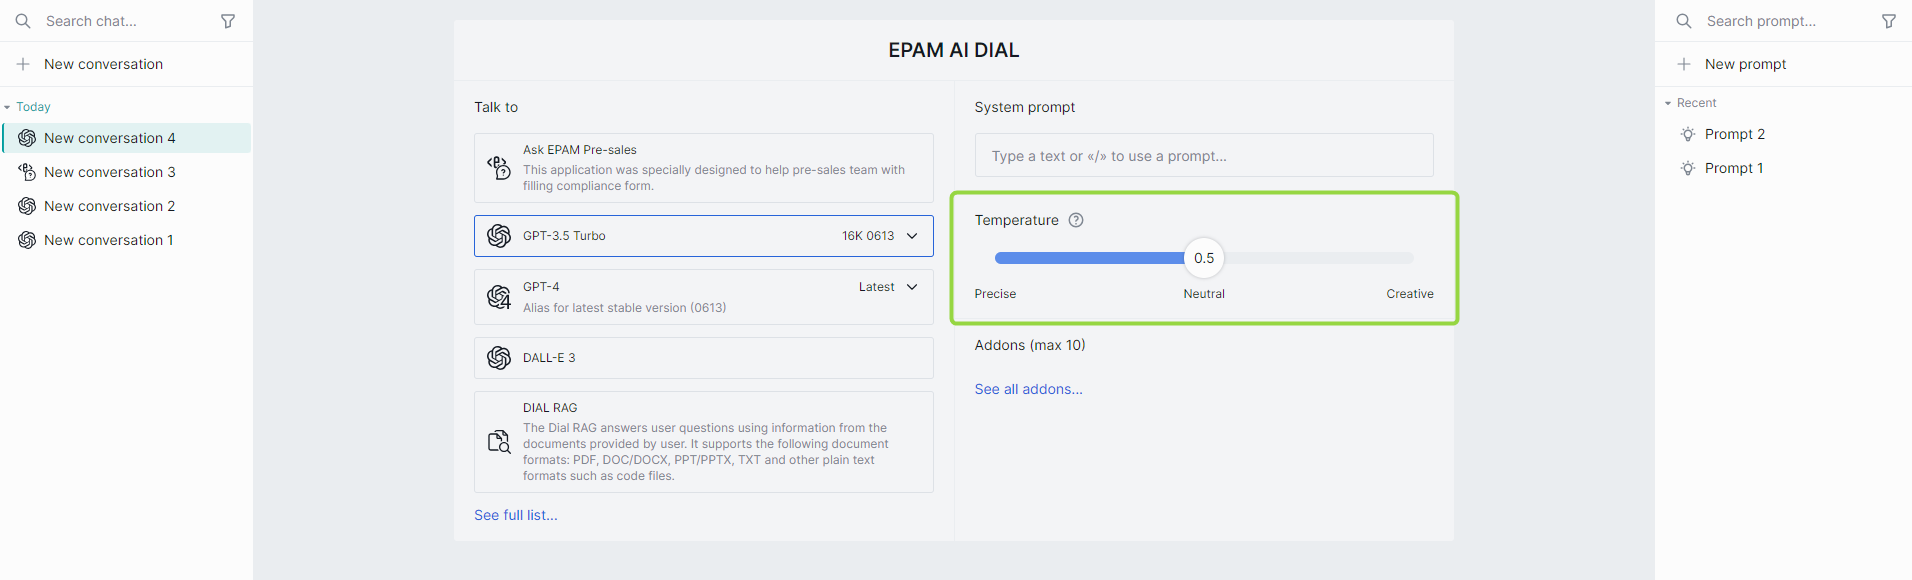 Search chat...
New conversation
Today
New conversation 4
New conversation 3
New conversation 2
New conversation 1
EPAM AI DIAL
Talk to
Ask EPAM Pre-sales
This application was specially designed to help pre-sales team with
filling compliance form.
GPT-3.5 Turbo
16K 0613
GPT-4
Latest
Alias for latest stable version (0613)
DALL-E 3
DIAL RAG
The Dial RAG answers user questions using information from the
documents provided by user. It supports the following document
formats: PDF, DOC/DOCX, PPT/PPTX, TXT and other plain text
formats such as code files.
See full list...
System prompt
Type a text or «/» to use a prompt...
Temperature
0.5
Precise
Neutral
Creative
Addons (max 10)
See all addons...
Search prompt...
New prompt
Recent
Prompt 2
Prompt 1